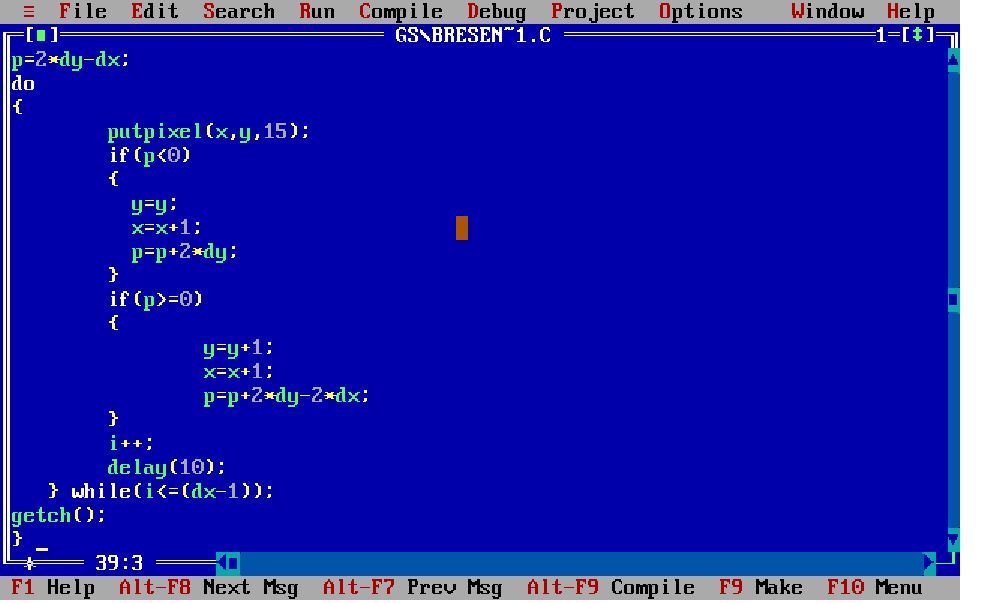 ≡ File Edit Search Run Compile Debug Project Options Window Help
[■] GS\BRESEN~1.C 1=[↕]
p=2*dy-dx;
do
{
putpixel(x,y,15);
if(p<0)
{
y=y;
x=x+1;
p=p+2*dy;
}
if(p>=0)
{
y=y+1;
x=x+1;
p=p+2*dy-2*dx;
}
i++;
delay(10);
} while(i<=(dx-1));
getch();
}
39:3
F1 Help Alt-F8 Next Msg Alt-F7 Prev Msg Alt-F9 Compile F9 Make F10 Menu